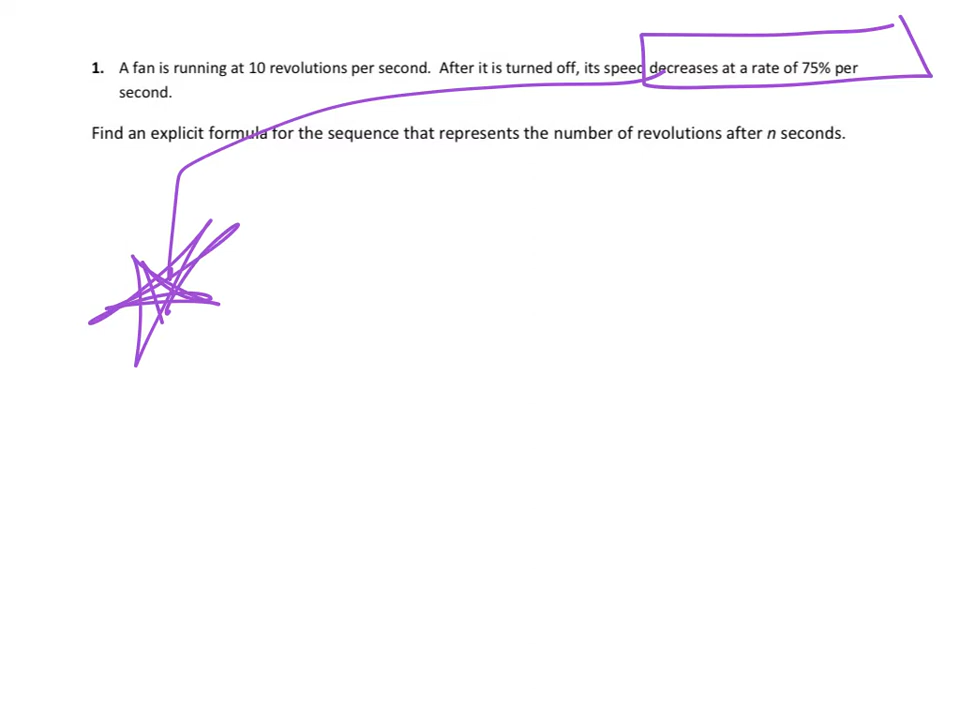 1. A fan is running at 10 revolutions per second. After it is turned off, its speed decreases at a rate of 75% per
second.
Find an explicit formula for the sequence that represents the number of revolutions after n seconds.